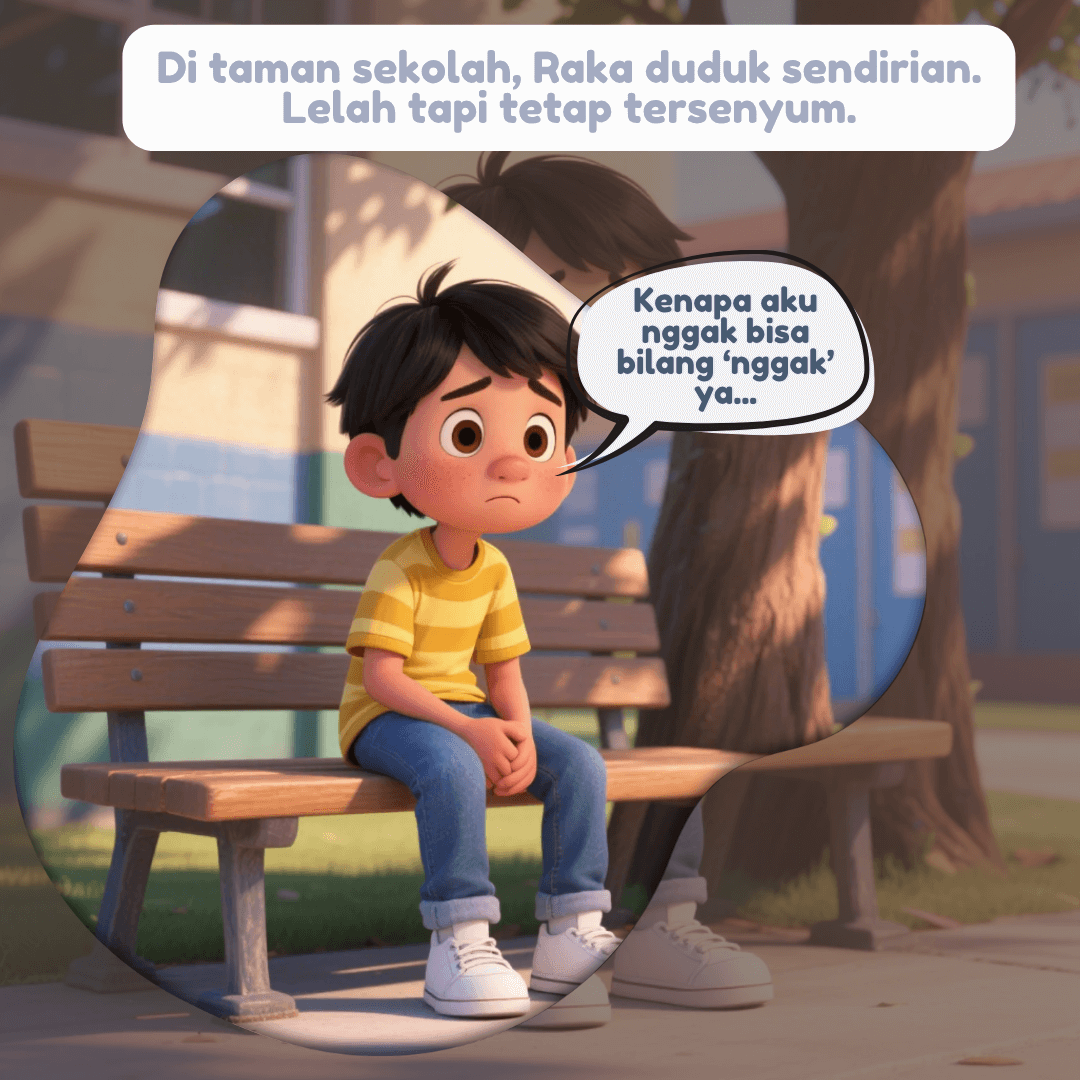 Di taman sekolah, Raka duduk sendirian.
Lelah tapi tetap tersenyum.
Kenapa aku
nggak bisa
bilang ‘nggak’
ya...